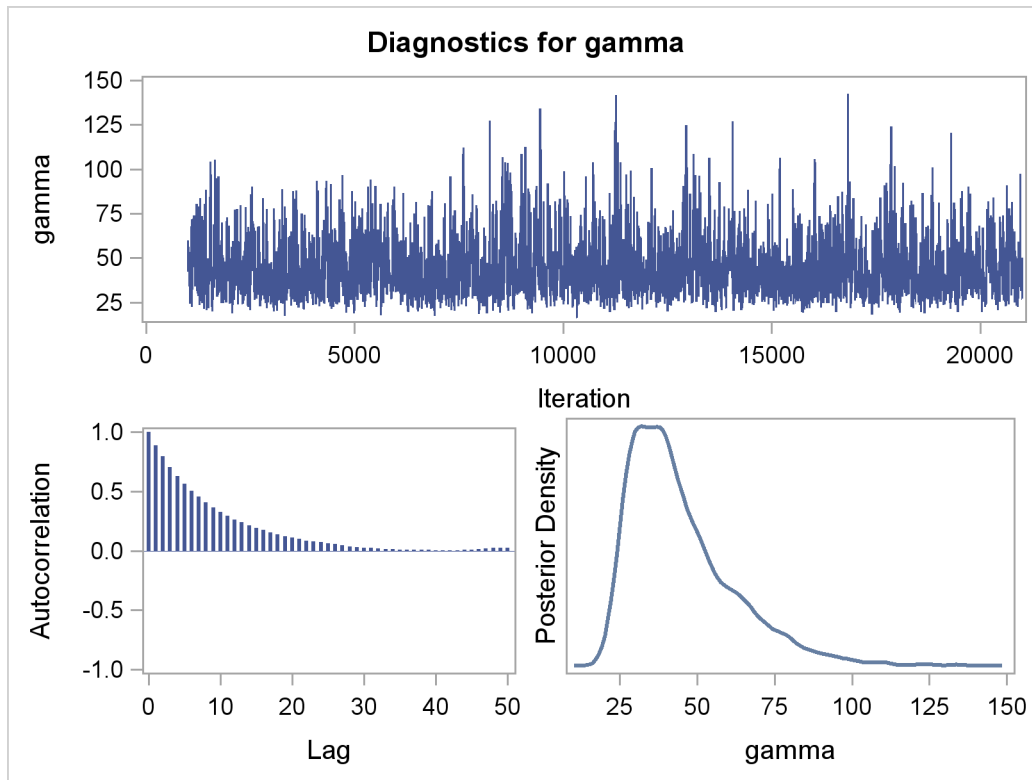 Diagnostics for gamma
150
125
100
75
50
25
gamma
0 5000 10000 15000 20000
Iteration
1.0
0.5
0.0
-0.5
-1.0
Autocorrelation
0 10 20 30 40 50
Lag
Posterior Density
25 50 75 100 125 150
gamma